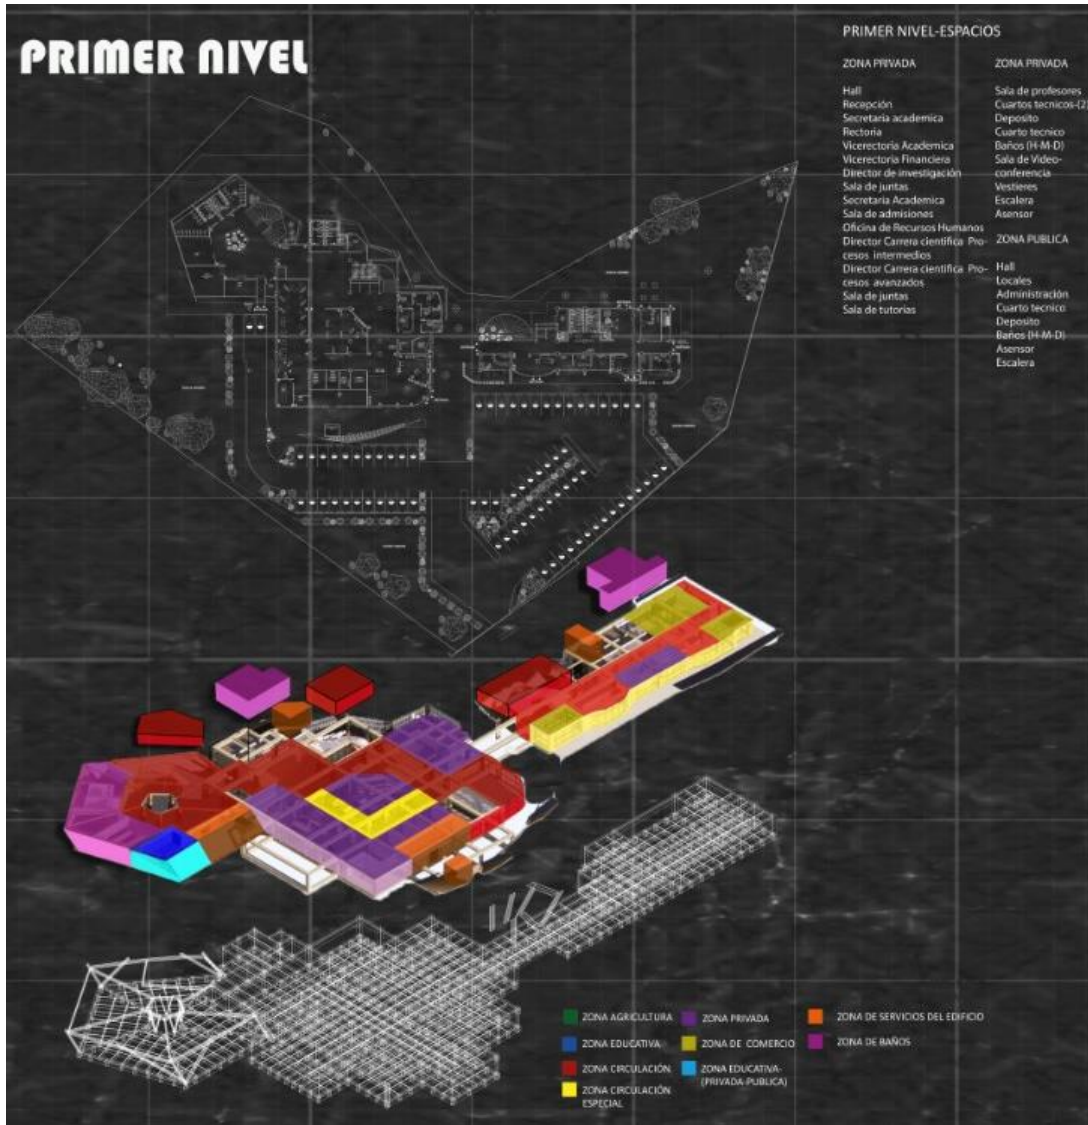 PRIMER NIVEL
PRIMER NIVEL-ESPACIOS
ZONA PRIVADA
Hall
Recepción
Secretaria academica
Rectoria
Vicerectoria Academica
Vicerectoria Financiera
Director de investigación
Sala de juntas
Secretaria Academica
Sala de admisiones
Oficina de Recursos Humanos
Director Carrera científica Pro-
cesos intermedios
Director Carrera científica Pro-
cesos avanzados
Sala de juntas
Sala de tutorias
ZONA PRIVADA
Sala de profesores
Cuartos tecnicos-(2)
Deposito
Cuarto tecnico
Baños (H-M-D)
Sala de Video-
conferencia
Vestieres
Escalera
Asensor
ZONA PUBLICA
Hall
Locales
Administración
Cuarto tecnico
Deposito
Baños (H-M-D)
Asensor
Escalera
ZONA AGRICULTURA
ZONA EDUCATIVA
ZONA CIRCULACIÓN
ZONA CIRCULACIÓN
ESPECIAL
ZONA PRIVADA
ZONA DE COMERCIO
ZONA EDUCATIVA-
(PRIVADA-PUBLICA)
ZONA DE SERVICIOS DEL EDIFICIO
ZONA DE BAÑOS